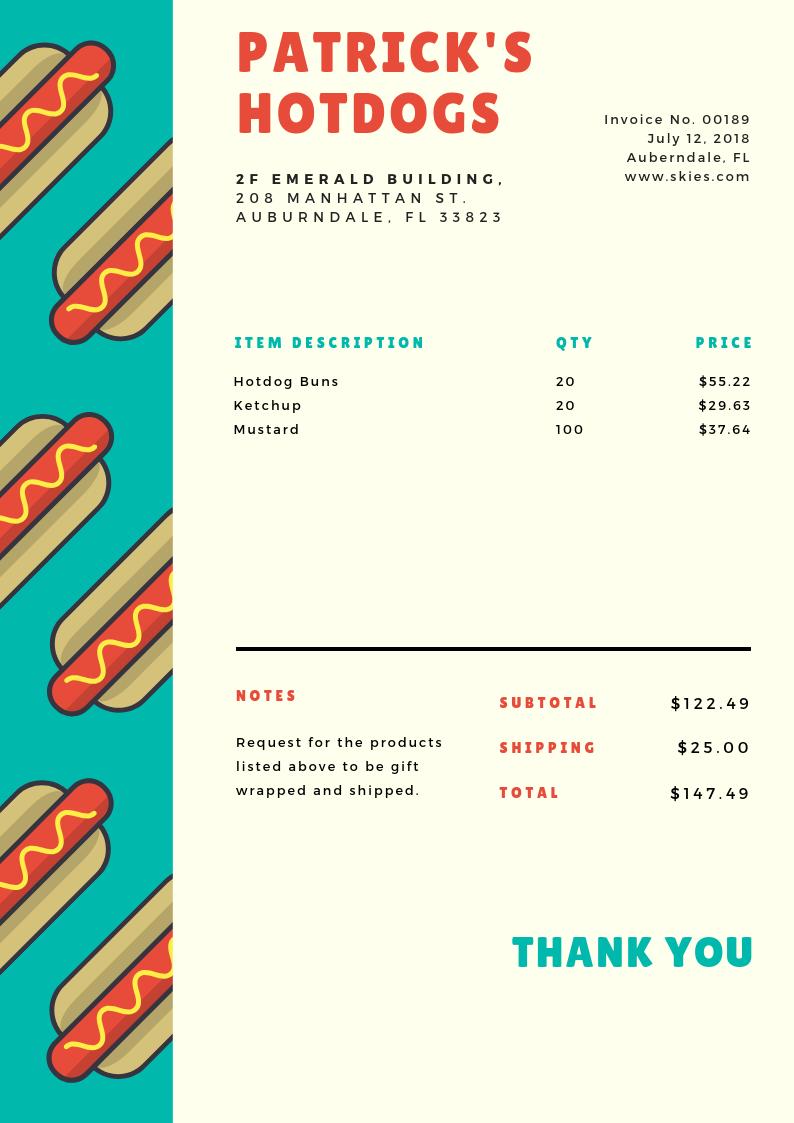 PATRICK'S
HOTDOGS
Invoice No. 00189
July 12, 2018
Auberndale, FL
www.skies.com
2F EMERALD BUILDING,
208 MANHATTAN ST.
AUBURNDALE, FL 33823
ITEM DESCRIPTION QTY PRICE
Hotdog Buns 20 $55.22
Ketchup 20 $29.63
Mustard 100 $37.64
NOTES
Request for the products
listed above to be gift
wrapped and shipped.
SUBTOTAL $122.49
SHIPPING $25.00
TOTAL $147.49
THANK YOU